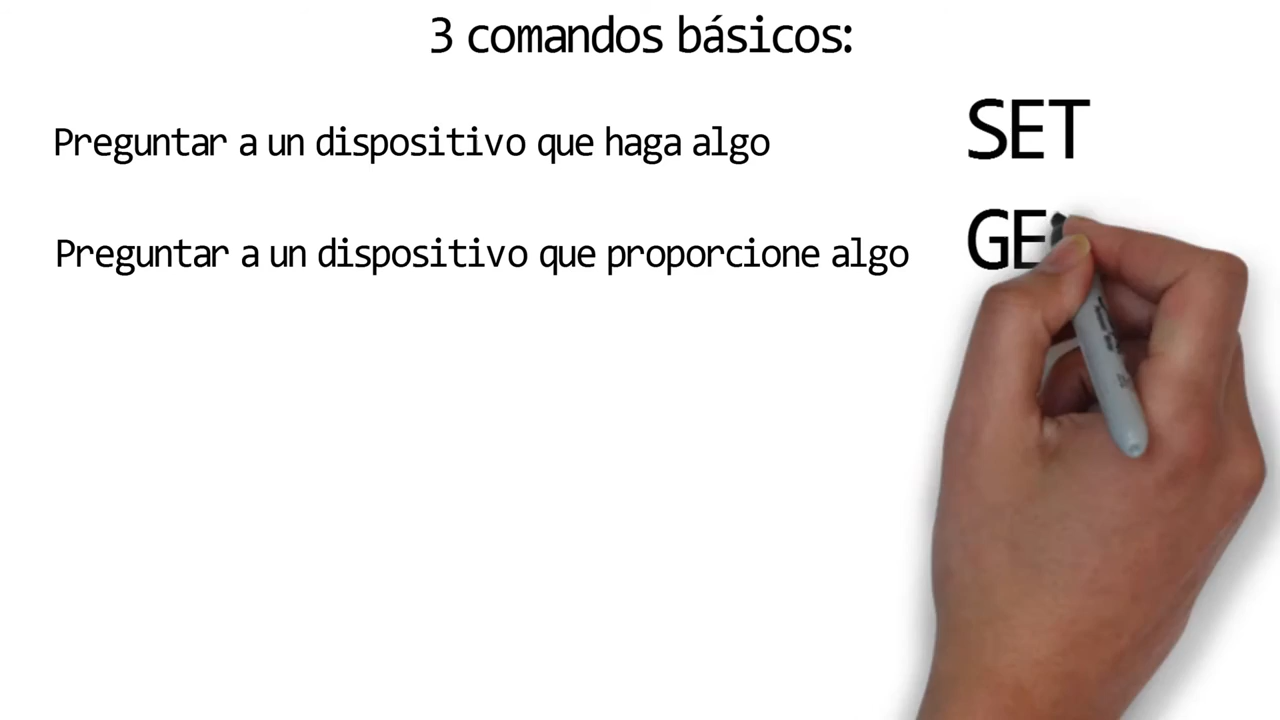 3 comandos básicos:
Preguntar a un dispositivo que haga algo SET
Preguntar a un dispositivo que proporcione algo GE